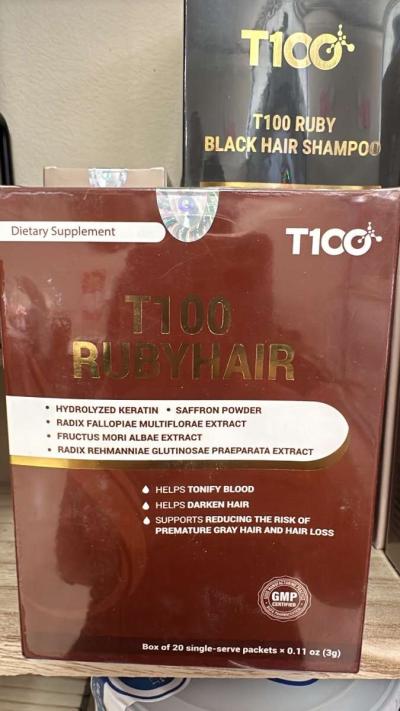 T100
T100 RUBY
BLACK HAIR SHAMPOO
Dietary Supplement
T100
T100
RUBYHAIR
• HYDROLYZED KERATIN • SAFFRON POWDER
• RADIX FALLOPIAE MULTIFLORAE EXTRACT
• FRUCTUS MORI ALBAE EXTRACT
• RADIX REHMANNIAE GLUTINOSAE PRAEPARATA EXTRACT
HELPS TONIFY BLOOD
HELPS DARKEN HAIR
SUPPORTS REDUCING THE RISK OF
PREMATURE GRAY HAIR AND HAIR LOSS
GMP
CERTIFIED
Box of 20 single-serve packets × 0.11 oz (3g)